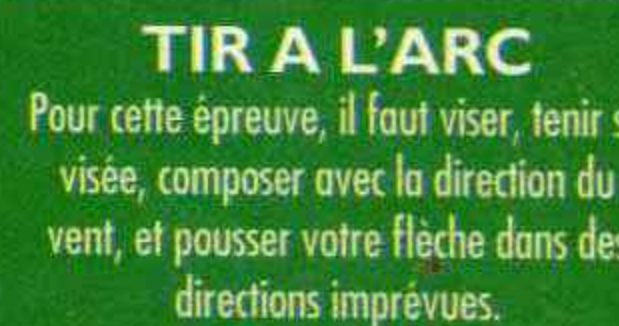 TIR A L'ARC
Pour cette épreuve, il faut viser, tenir s
visée, composer avec la direction du
vent, et pousser votre flèche dans des
directions imprévues.